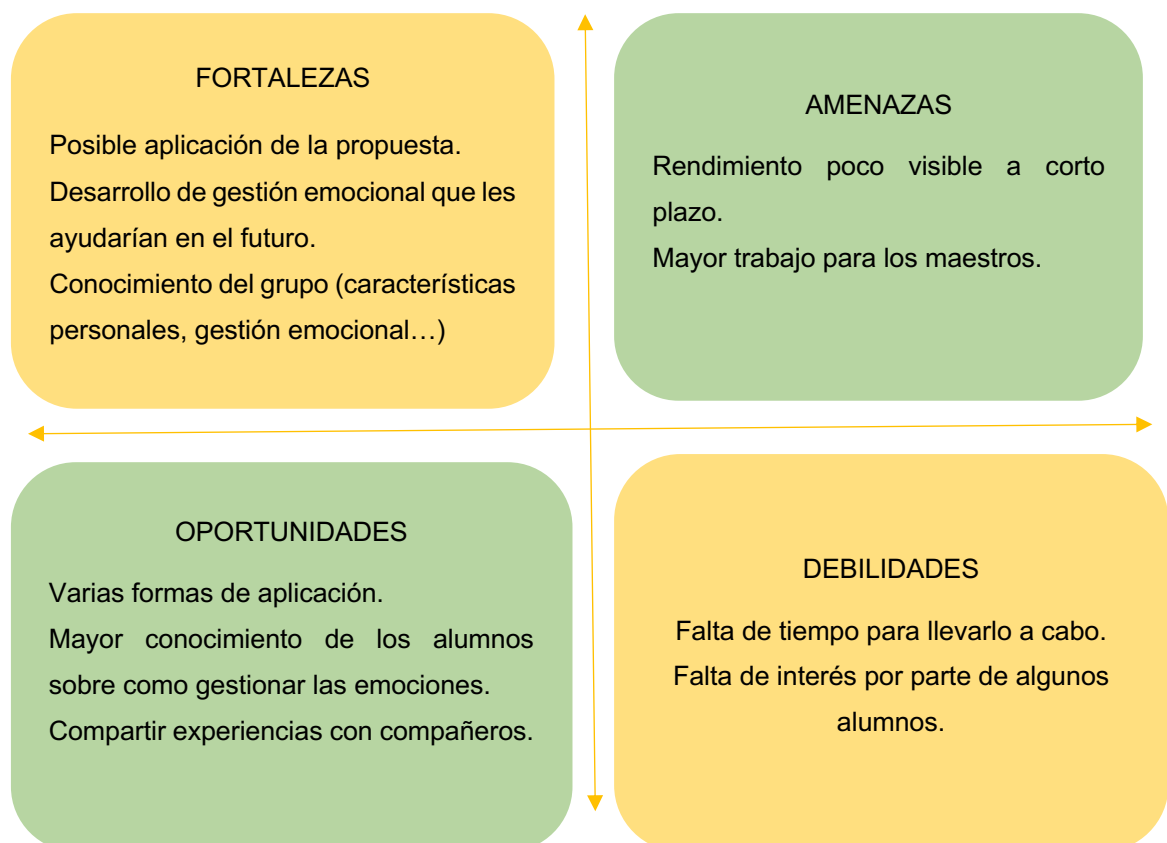 FORTALEZAS
Posible aplicación de la propuesta.
Desarrollo de gestión emocional que les
ayudarían en el futuro.
Conocimiento del grupo (características
personales, gestión emocional…)
AMENAZAS
Rendimiento poco visible a corto
plazo.
Mayor trabajo para los maestros.
OPORTUNIDADES
Varias formas de aplicación.
Mayor conocimiento de los alumnos
sobre como gestionar las emociones.
Compartir experiencias con compañeros.
DEBILIDADES
Falta de tiempo para llevarlo a cabo.
Falta de interés por parte de algunos
alumnos.